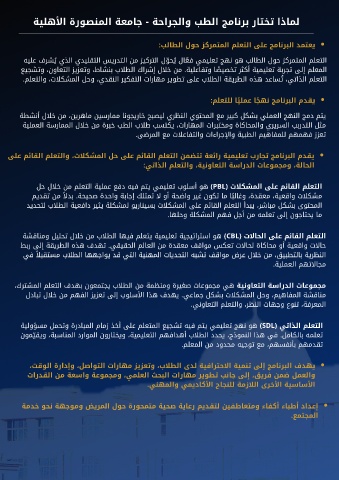 لماذا تختار برنامج الطب والجراحة - جامعة المنصورة الأهلية
يعتمد البرنامج على التعلم المتمركز حول الطالب:
التعلم المتمركز حول الطالب هو نهج تعليمي فعّال يُحوّل التركيز من التدريس التقليدي الذي يُشرف عليه
المعلم إلى تجربة تعليمية أكثر تخصيصًا وتفاعلية. من خلال إشراك الطلاب بنشاط، وتعزيز التعاون، وتشجيع
التعلم الذاتي، تُساعد هذه الطريقة الطلاب على تطوير مهارات التفكير النقدي، وحل المشكلات، والتعلم.
يقدم البرنامج نهجًا عمليًا للتعلم:
يتم دمج النهج العملي بشكل كبير مع المحتوى النظري ليصبح خاريجونا ممارسين ماهرين، من خلال أنشطة
مثل التدريب السريري والمحاكاة ومختبرات المهارات، يكتسب طلاب الطب خبرة من خلال الممارسة العملية
تعزز فهمهم للمفاهيم الطبية والإجراءات والتفاعلات مع المرضى.
يقدم البرنامج تجارب تعليمية رائعة تتضمن التعلم القائم على حل المشكلات، والتعلم القائم على
الحالة، ومجموعات الدراسة التعاونية، والتعلم الذاتي:
التعلم القائم على المشكلات (PBL) هو أسلوب تعليمي يتم فيه دفع عملية التعلم من خلال حل
مشكلات واقعية، معقدة، وغالبًا ما تكون غير واضحة أو لا تمتلك إجابة واحدة صحيحة. بدلاً من تقديم
المحتوى بشكل مباشر، يبدأ التعلم القائم على المشكلات بسيناريو لمشكلة يثير دافعية الطلاب لتحديد
ما يحتاجون إلى تعلمه من أجل فهم المشكلة وحلها.
التعلم القائم على الحالات (CBL) هو استراتيجية تعليمية يتعلم فيها الطلاب من خلال تحليل ومناقشة
حالات واقعية أو محاكاة لحالات تعكس مواقف معقدة من العالم الحقيقي. تهدف هذه الطريقة إلى ربط
النظرية بالتطبيق، من خلال عرض مواقف تشبه التحديات المهنية التي قد يواجهها الطلاب مستقبلاً في
مجالاتهم العملية.
مجموعات الدراسة التعاونية هي مجموعات صغيرة ومنظمة من الطلاب يجتمعون بهدف التعلم المشترك،
مناقشة المفاهيم، وحل المشكلات بشكل جماعي. يهدف هذا الأسلوب إلى تعزيز الفهم من خلال تبادل
المعرفة، تنوع وجهات النظر، والتعلم التعاوني.
التعلم الذاتي (SDL) هو نهج تعليمي يتم فيه تشجيع المتعلم على أخذ زمام المبادرة وتحمل مسؤولية
تعلمه بالكامل. في هذا النموذج، يحدد الطلاب أهدافهم التعليمية، ويختارون الموارد المناسبة، ويقيّمون
تقدمهم بأنفسهم، مع توجيه محدود من المعلم.
يهدف البرنامج إلى تنمية الاحترافية لدى الطلاب، وتعزيز مهارات التواصل، وإدارة الوقت،
والعمل ضمن فريق، إلى جانب تطوير مهارات البحث العلمي، ومجموعة واسعة من القدرات
الأساسية الأخرى اللازمة للنجاح الأكاديمي والمهني.
إعداد أطباء أكفاء ومتعاطفين لتقديم رعاية صحية متمحورة حول المريض وموجهة نحو خدمة
المجتمع.